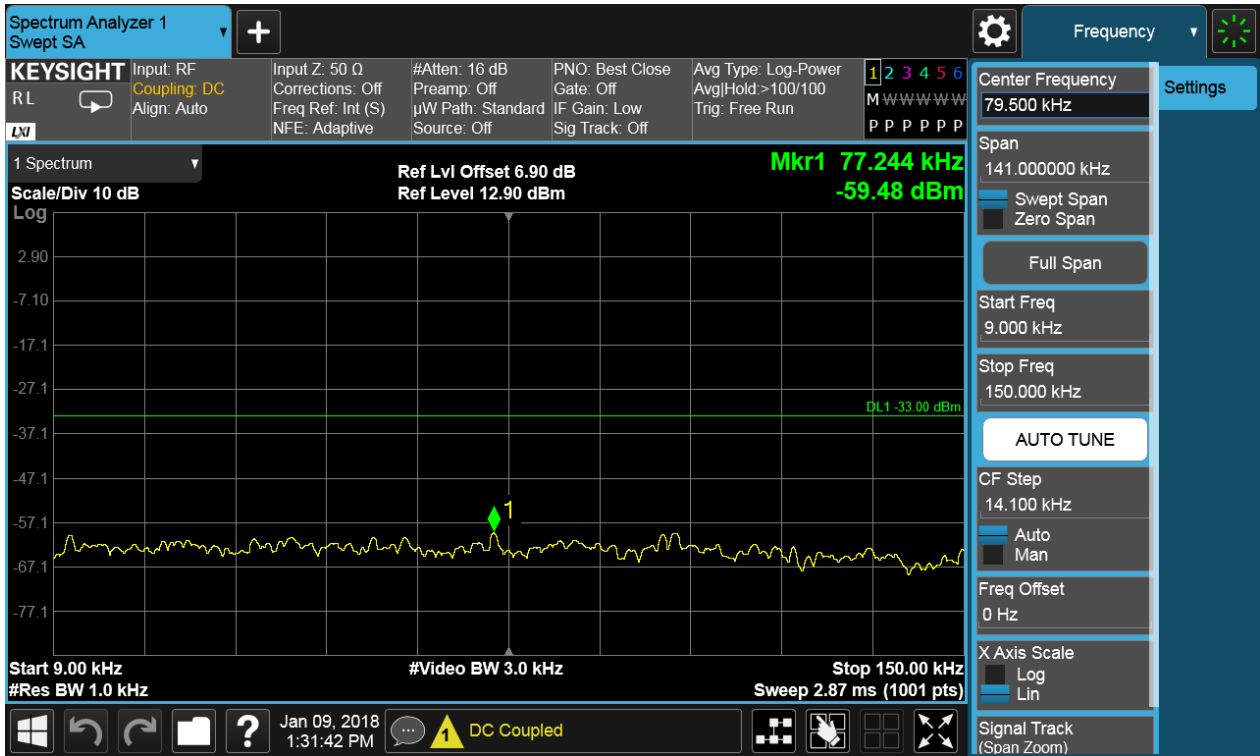 Spectrum Analyzer 1
Swept SA
Frequency
KEYSIGHT
RL
LXI
Input: RF
Coupling: DC
Align: Auto
Input Z: 50 Ω
Corrections: Off
Freq Ref: Int (S)
NFE: Adaptive
#Atten: 16 dB
Preamp: Off
µW Path: Standard
Source: Off
PNO: Best Close
Gate: Off
IF Gain: Low
Sig Track: Off
Avg Type: Log-Power
Avg|Hold:>100/100
Trig: Free Run
1 2 3 4 5 6
M W W W W W
P P P P P P
1 Spectrum
Scale/Div 10 dB
Log
Ref Lvl Offset 6.90 dB
Ref Level 12.90 dBm
Mkr1 77.244 kHz
-59.48 dBm
2.90
-7.10
-17.1
-27.1
-37.1
-47.1
-57.1
-67.1
-77.1
DL1 -33.00 dBm
1
Start 9.00 kHz
#Res BW 1.0 kHz
#Video BW 3.0 kHz
Stop 150.00 kHz
Sweep 2.87 ms (1001 pts)
Center Frequency
79.500 kHz
Span
141.000000 kHz
Swept Span
Zero Span
Full Span
Start Freq
9.000 kHz
Stop Freq
150.000 kHz
AUTO TUNE
CF Step
14.100 kHz
Auto
Man
Freq Offset
0 Hz
X Axis Scale
Log
Lin
Signal Track
(Span Zoom)
Settings
?
Jan 09, 2018
1:31:42 PM
1
DC Coupled